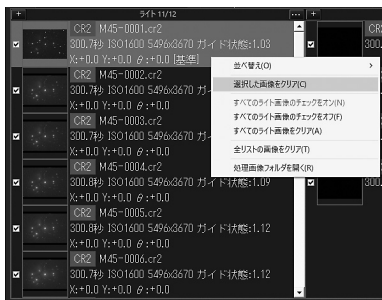 + ライト 11/12 ... +
CR2 M45-0001.cr2
300.7秒 ISO1600 5496x3670 ガイド状態:1.03
X:+0.0 Y:+0.0 θ:+0.0 [基準]
CR2 M45-0002.cr2
300.7秒 ISO1600
X:+0.0 Y:+0.0
CR2 M45-0003.cr2
300.7秒 ISO1600
X:+0.0 Y:+0.0
CR2 M45-0004.cr2
300.8秒 ISO1600 5496x3670 ガイド状態:1.09
X:+0.0 Y:+0.0 θ:+0.0
CR2 M45-0005.cr2
300.8秒 ISO1600 5496x3670 ガイド状態:1.12
X:+0.0 Y:+0.0 θ:+0.0
CR2 M45-0006.cr2
300.7秒 ISO1600 5496x3670 ガイド状態:1.12
X:+0.0 Y:+0.0 θ:+0.0
並べ替え(O) >
選択した画像をクリア(C)
すべてのライト画像のチェックをオン(N)
すべてのライト画像のチェックをオフ(F)
すべてのライト画像をクリア(A)
全リストの画像をクリア(T)
処理画像フォルダを開く(R)
CR
300.
300.
300.